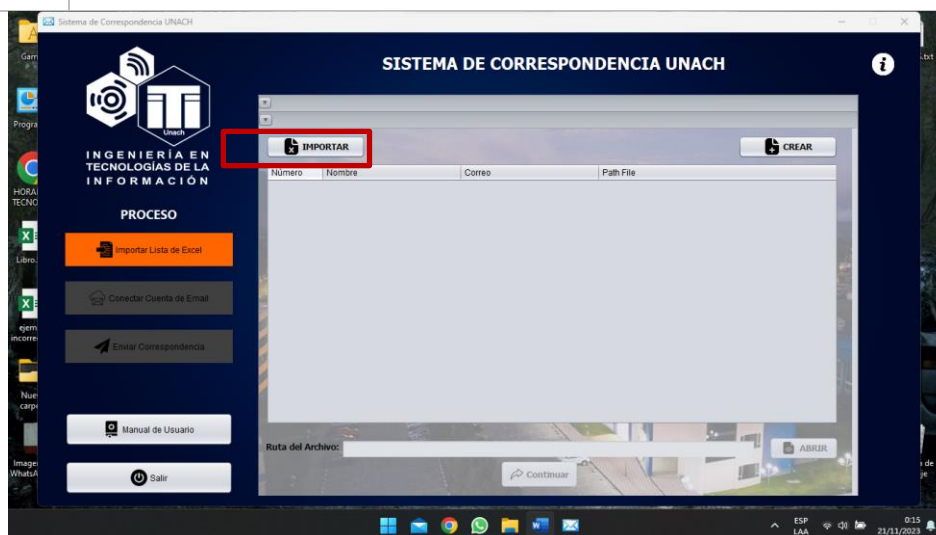 Sistema de Correspondencia UNACH
SISTEMA DE CORRESPONDENCIA UNACH
i
Unach
INGENIERÍA EN
TECNOLOGÍAS DE LA
INFORMACIÓN
PROCESO
Importar Lista de Excel
Conectar Cuenta de Email
Enviar Correspondencia
Manual de Usuario
Salir
IMPORTAR
CREAR
Número Nombre Correo Path File
Ruta del Archivo:
ABRIR
Continuar
ESP
LAA
0:15
21/11/2023